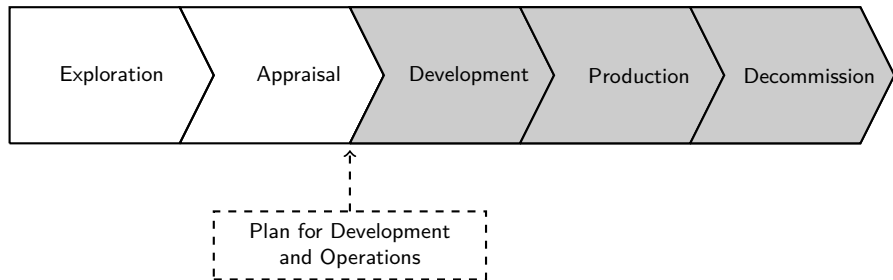 Exploration
Appraisal
Development
Production
Decommission
Plan for Development
and Operations